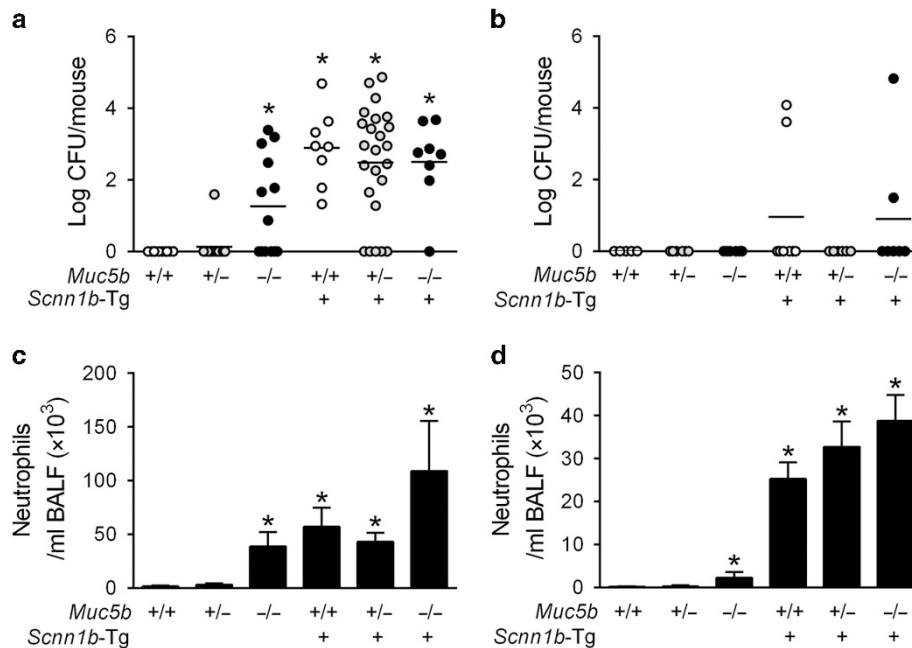 a
*
*
*
*
Log CFU/mouse
6
4
2
0
Muc5b +/+ +/– –/– +/+ +/– –/–
Scnn1b-Tg + + +
b
Log CFU/mouse
6
4
2
0
Muc5b +/+ +/– –/– +/+ +/– –/–
Scnn1b-Tg + + +
c
Neutrophils
/ml BALF (×10³)
200
150
100
50
0
*
*
*
*
Muc5b +/+ +/– –/– +/+ +/– –/–
Scnn1b-Tg + + +
d
Neutrophils
/ml BALF (×10³)
50
40
30
20
10
0
*
*
*
*
Muc5b +/+ +/– –/– +/+ +/– –/–
Scnn1b-Tg + + +